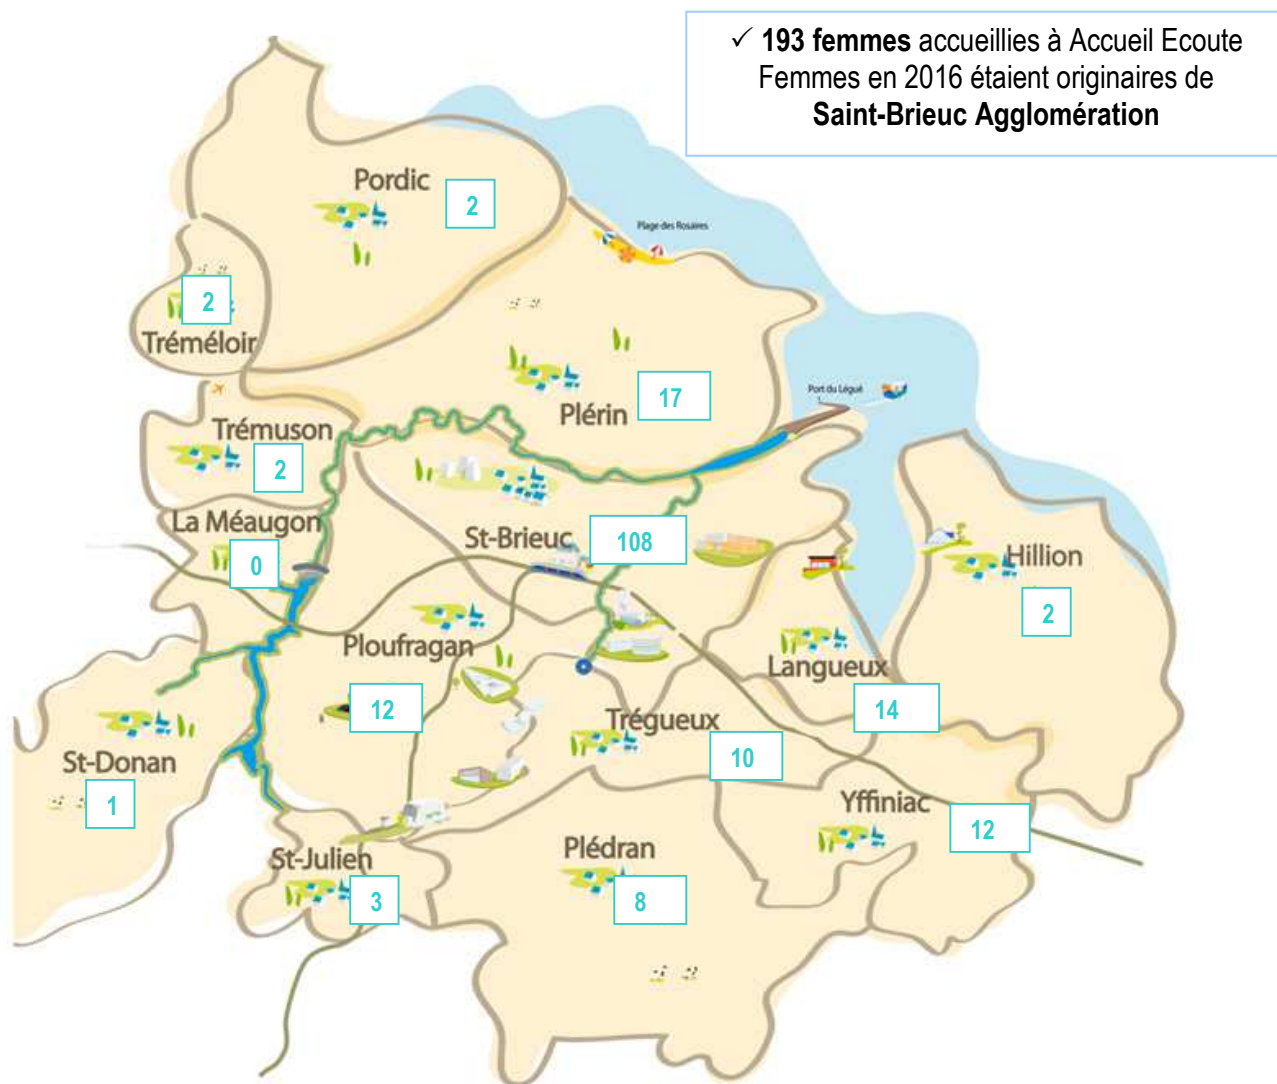 ✓ 193 femmes accueillies à Accueil Ecoute
Femmes en 2016 étaient originaires de
Saint-Brieuc Agglomération
Pordic
2
Plage des Rosaires
2
Tréméloir
17
Plérin
Port du Légué
Trémuson
2
La Méaugon
0
St-Brieuc
108
Hillion
2
Ploufragan
12
Langueux
14
Trégueux
10
St-Donan
1
Yffiniac
12
St-Julien
3
Plédran
8